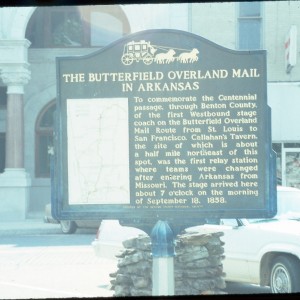 THE BUTTERFIELD OVERLAND MAIL
IN ARKANSAS
To commemorate the Centennial
passage, through Benton County,
of the first Westbound stage
coach on the Butterfield Overland
Mail Route from St. Louis to
San Francisco. Callahan's Tavern,
the site of which is about
a half mile northeast of this
spot, was the first relay station
where teams were changed
after entering Arkansas from
Missouri. The stage arrived here
about 7 o'clock on the morning
of September 18, 1858.